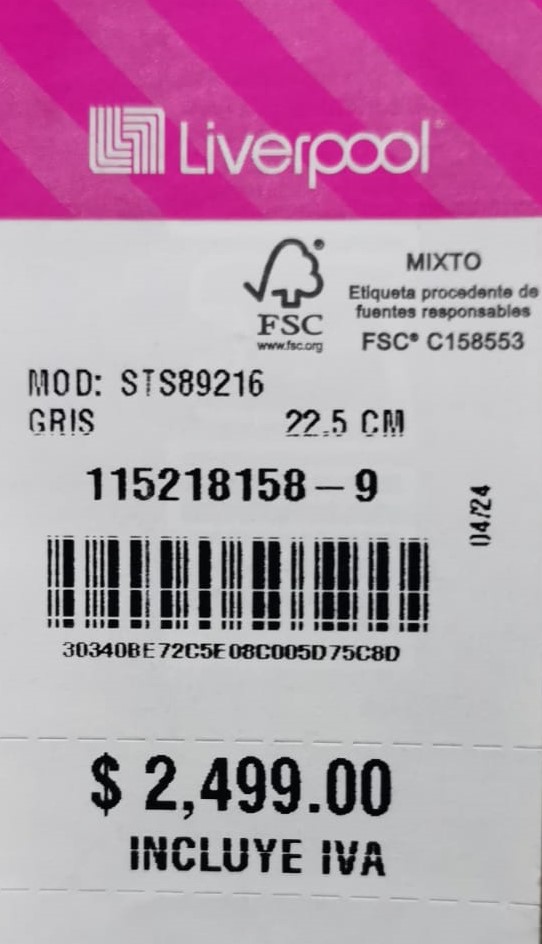 Liverpool
MIXTO
Etiqueta procedente de
fuentes responsables
FSC® C158553
FSC
www.fsc.org
MOD: STS89216
GRIS 22.5 CM
115218158-9
04/24
30340BE72C5E08C005D75C8D
$ 2,499.00
INCLUYE IVA